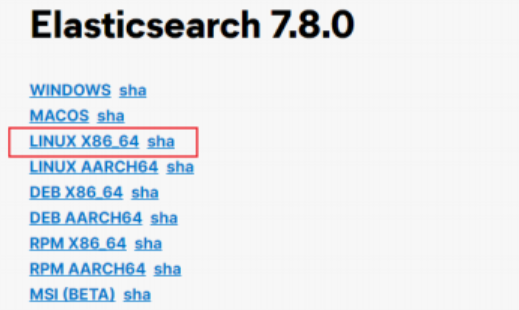 Elasticsearch 7.8.0
WINDOWS sha
MACOS sha
LINUX X86_64 sha
LINUX AARCH64 sha
DEB X86_64 sha
DEB AARCH64 sha
RPM X86_64 sha
RPM AARCH64 sha
MSI (BETA) sha